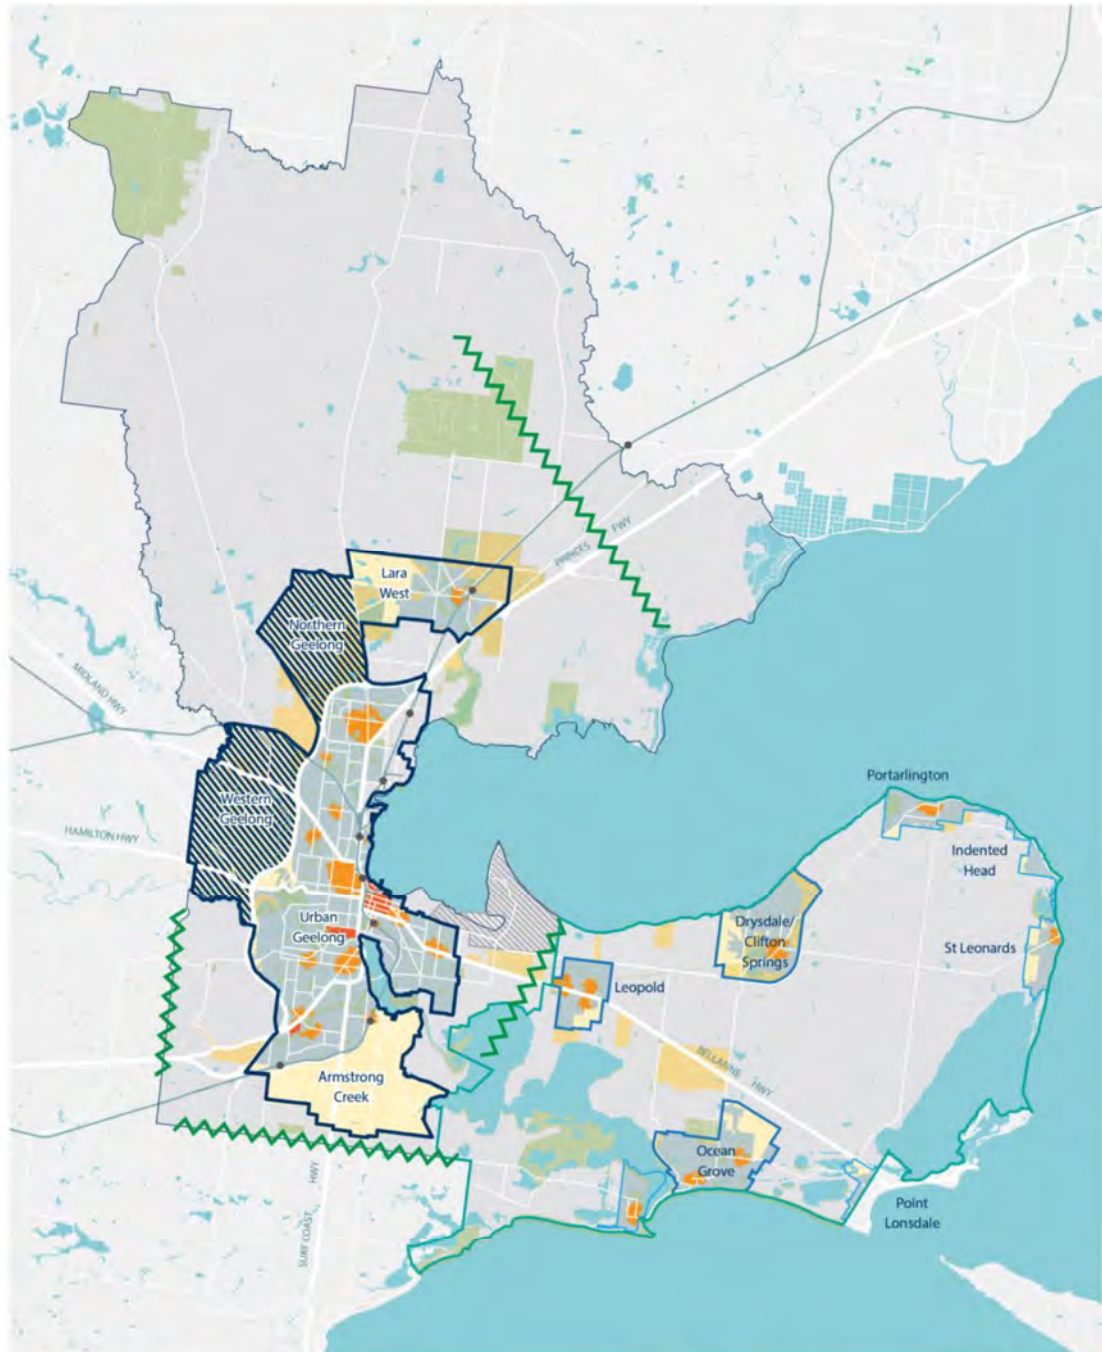 Lara
West
PRINCES FWY
Northern
Geelong
MIDLAND HWY
Western
Geelong
HAMILTON HWY
Portarlington
Indented
Head
Urban
Geelong
Drysdale/
Clifton
Springs
St Leonards
Leopold
BELLARINE HWY
Armstrong
Creek
Ocean
Grove
Point
Lonsdale
SURF COAST HWY